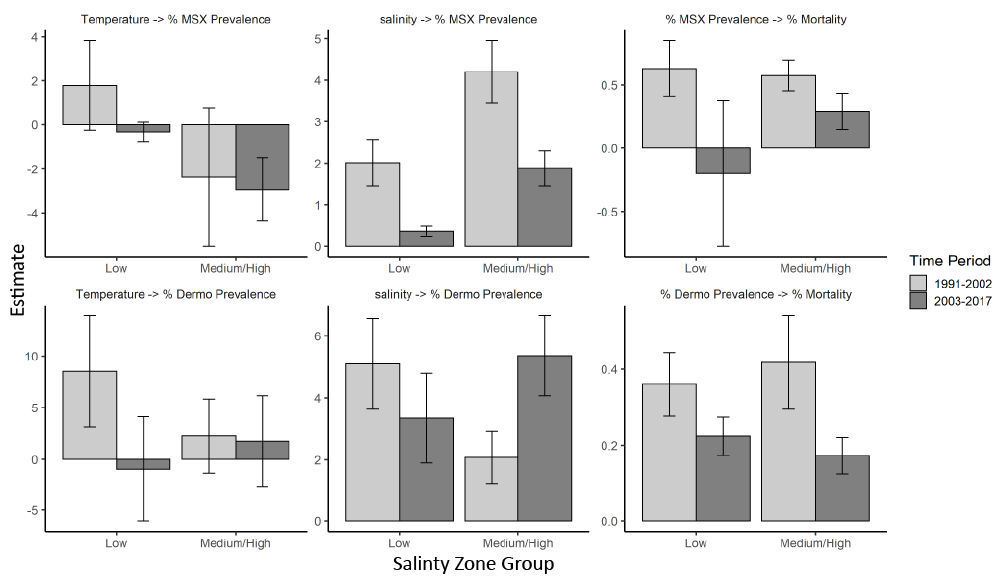 Temperature -> % MSX Prevalence
salinity -> % MSX Prevalence
% MSX Prevalence -> % Mortality
4
2
0
-2
-4
Low
Medium/High
5
4
3
2
1
0
Low
Medium/High
0.5
0.0
-0.5
Low
Medium/High
Estimate
Time Period
1991-2002
2003-2017
Temperature -> % Dermo Prevalence
salinity -> % Dermo Prevalence
% Dermo Prevalence -> % Mortality
10
5
0
-5
Low
Medium/High
6
4
2
0
Low
Medium/High
0.4
0.2
0.0
Low
Medium/High
Salinty Zone Group